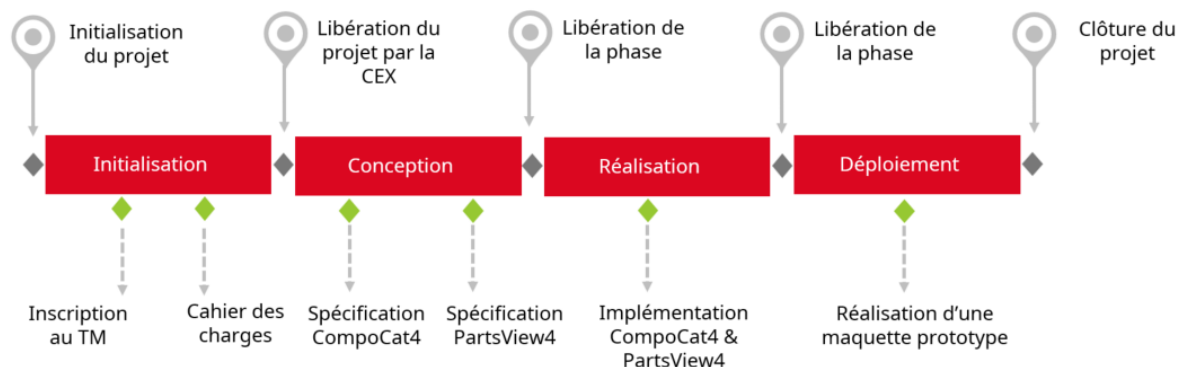 Initialisation
du projet
Libération du
projet par la
CEX
Libération de
la phase
Libération de
la phase
Clôture du
projet
Initialisation
Conception
Réalisation
Déploiement
Inscription
au TM
Cahier des
charges
Spécification
CompoCat4
Spécification
PartsView4
Implémentation
CompoCat4 &
PartsView4
Réalisation d'une
maquette prototype